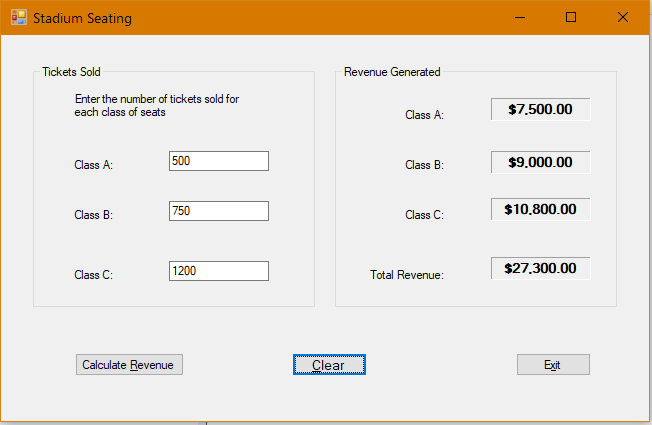 Stadium Seating
Tickets Sold
Enter the number of tickets sold for
each class of seats
Class A: 500
Class B: 750
Class C: 1200
Revenue Generated
Class A: $7,500.00
Class B: $9,000.00
Class C: $10,800.00
Total Revenue: $27,300.00
Calculate Revenue
Clear
Exit